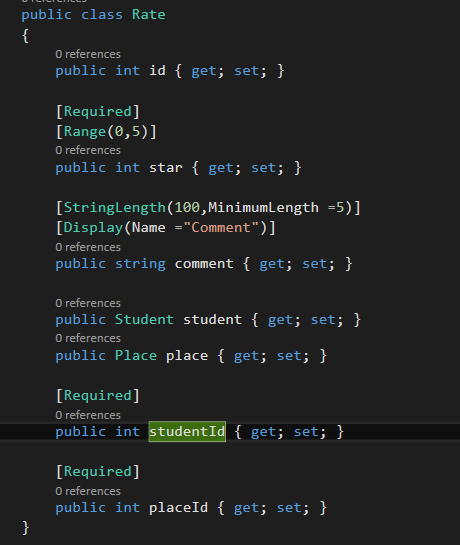 0 references
public class Rate
{
0 references
public int id { get; set; }
[Required]
[Range(0,5)]
0 references
public int star { get; set; }
[StringLength(100,MinimumLength =5)]
[Display(Name ="Comment")]
0 references
public string comment { get; set; }
0 references
public Student student { get; set; }
0 references
public Place place { get; set; }
[Required]
0 references
public int studentId { get; set; }
[Required]
0 references
public int placeId { get; set; }
}